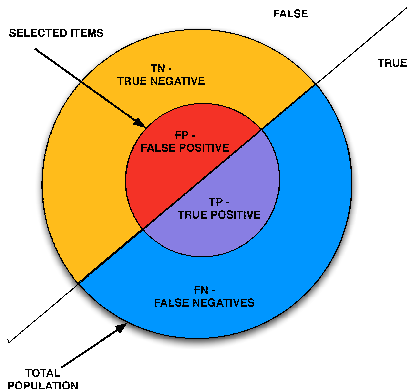 FALSE
SELECTED ITEMS
TRUE
TN -
TRUE NEGATIVE
FP -
FALSE POSITIVE
TP -
TRUE POSITIVE
FN -
FALSE NEGATIVES
TOTAL
POPULATION